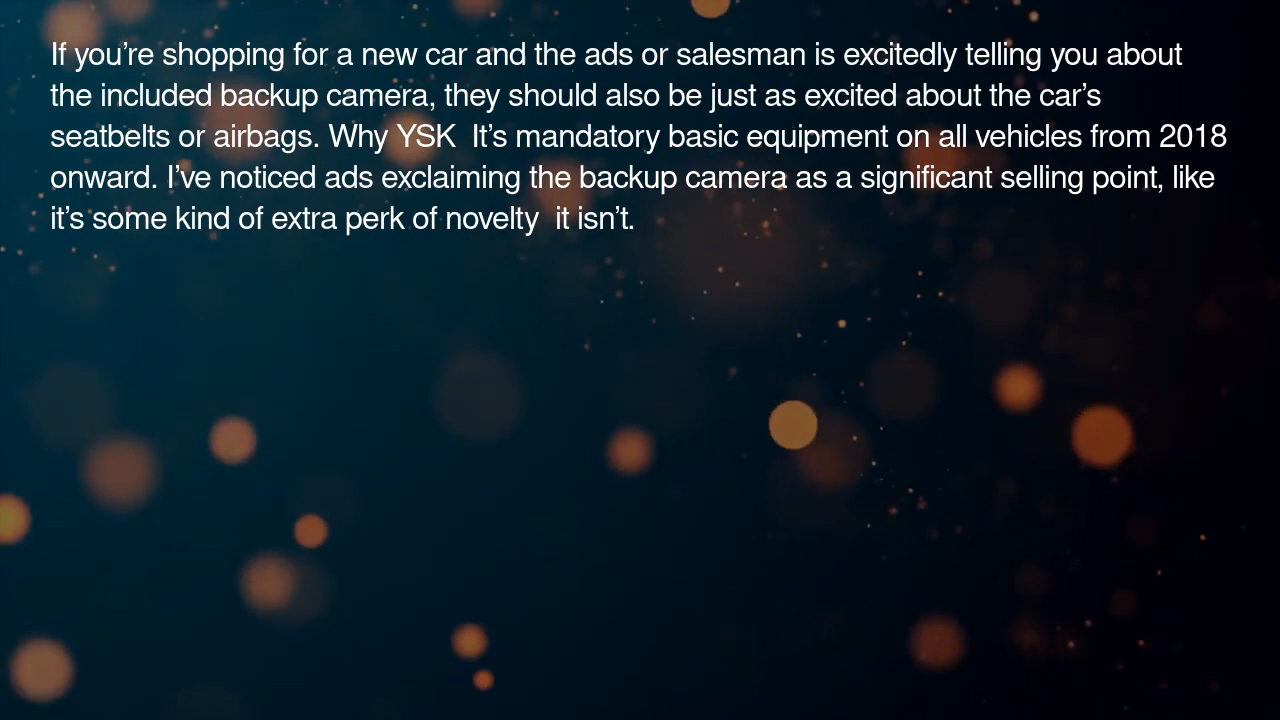 If you’re shopping for a new car and the ads or salesman is excitedly telling you about
the included backup camera, they should also be just as excited about the car’s
seatbelts or airbags. Why YSK  It’s mandatory basic equipment on all vehicles from 2018
onward. I’ve noticed ads exclaiming the backup camera as a significant selling point, like
it’s some kind of extra perk of novelty  it isn’t.